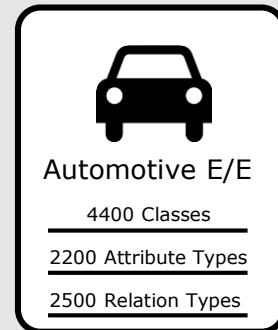 Automotive E/E
4400 Classes
2200 Attribute Types
2500 Relation Types